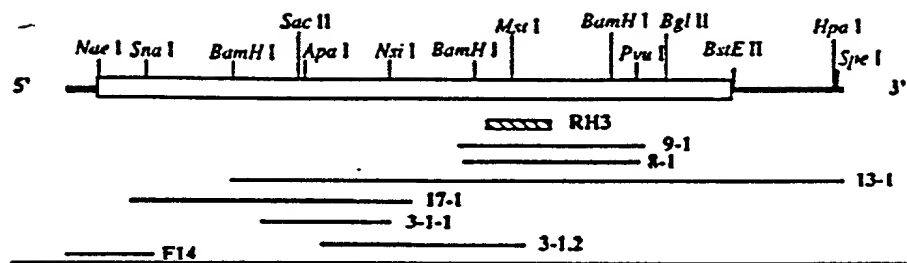 Nae I Sna I BamH I Sac II Apa I Nsi I BamH I Mst I BamH I Pvu I Bgl II BstE II Hpa I Spe I
5' 3'
RH3
9-1
8-1
13-1
17-1
3-1-1
3-1.2
F14